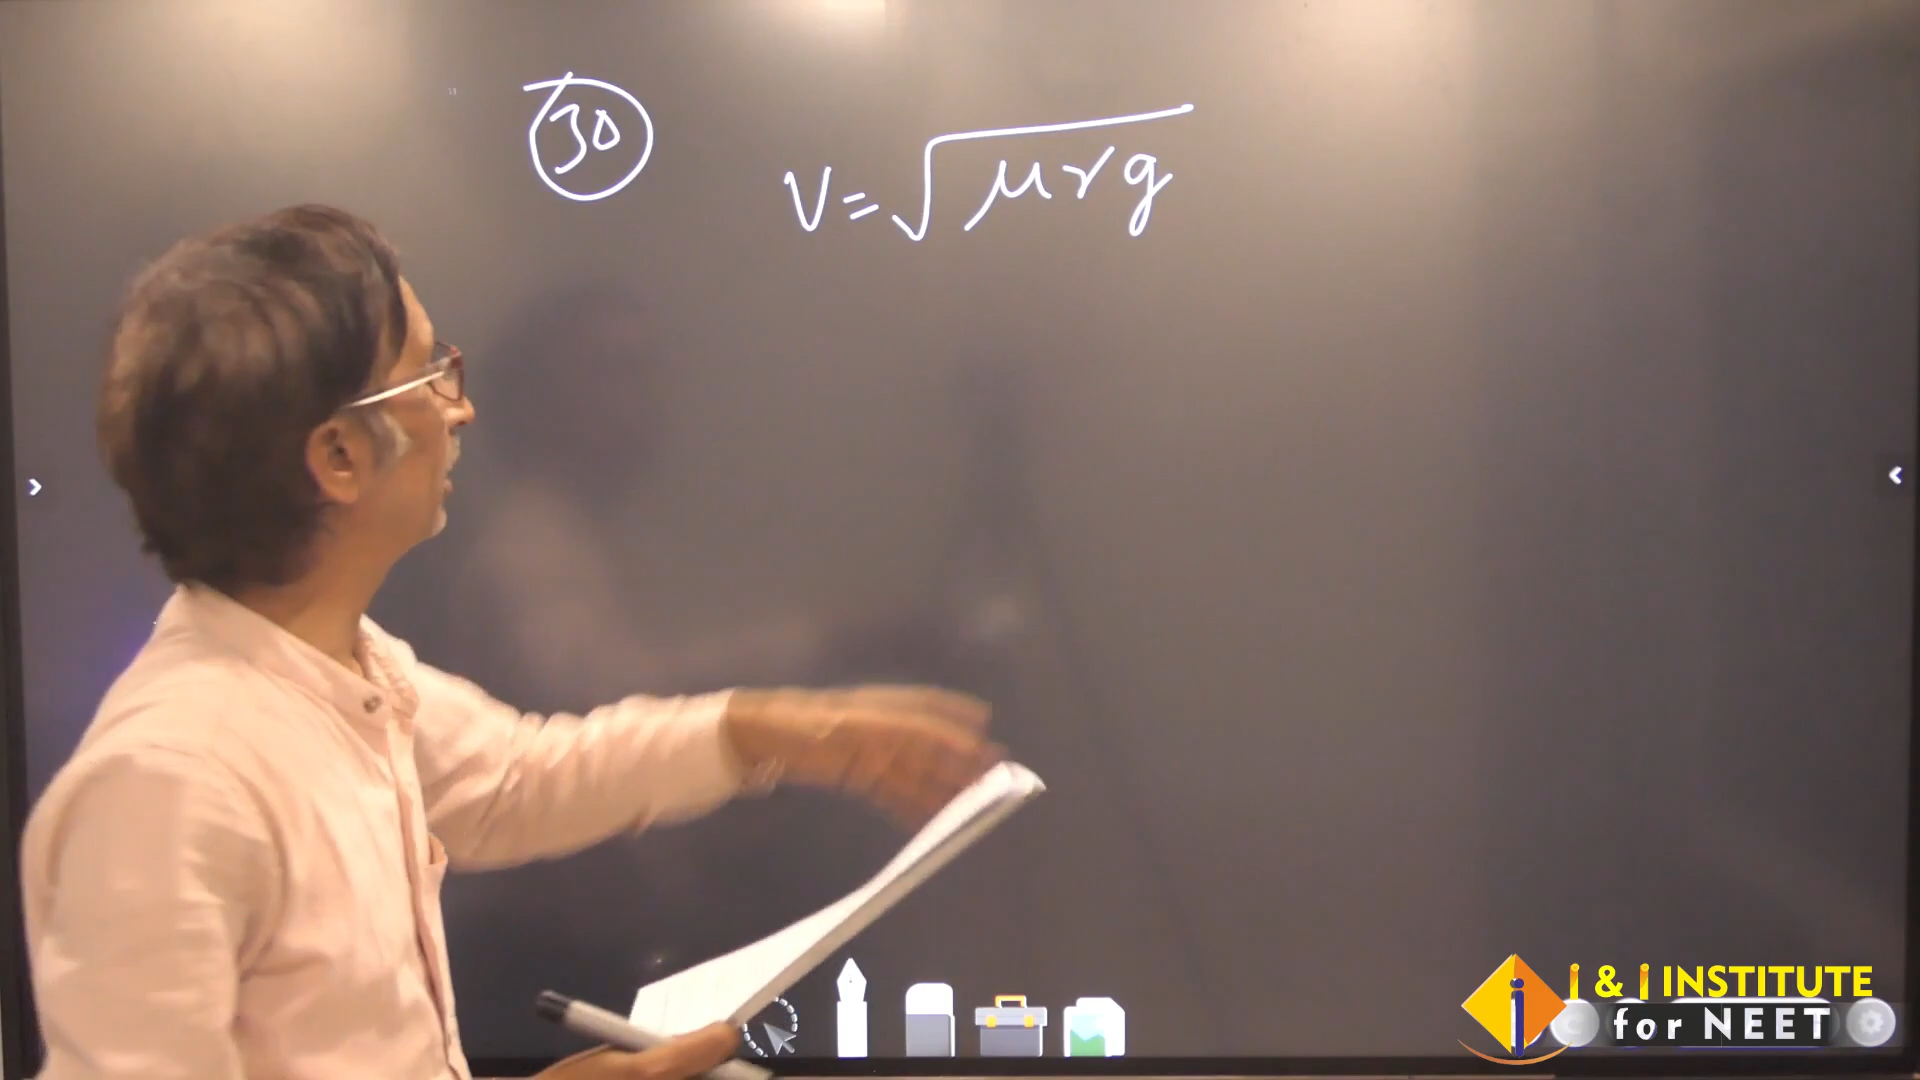 30
V = √μrg
i & i INSTITUTE
for NEET